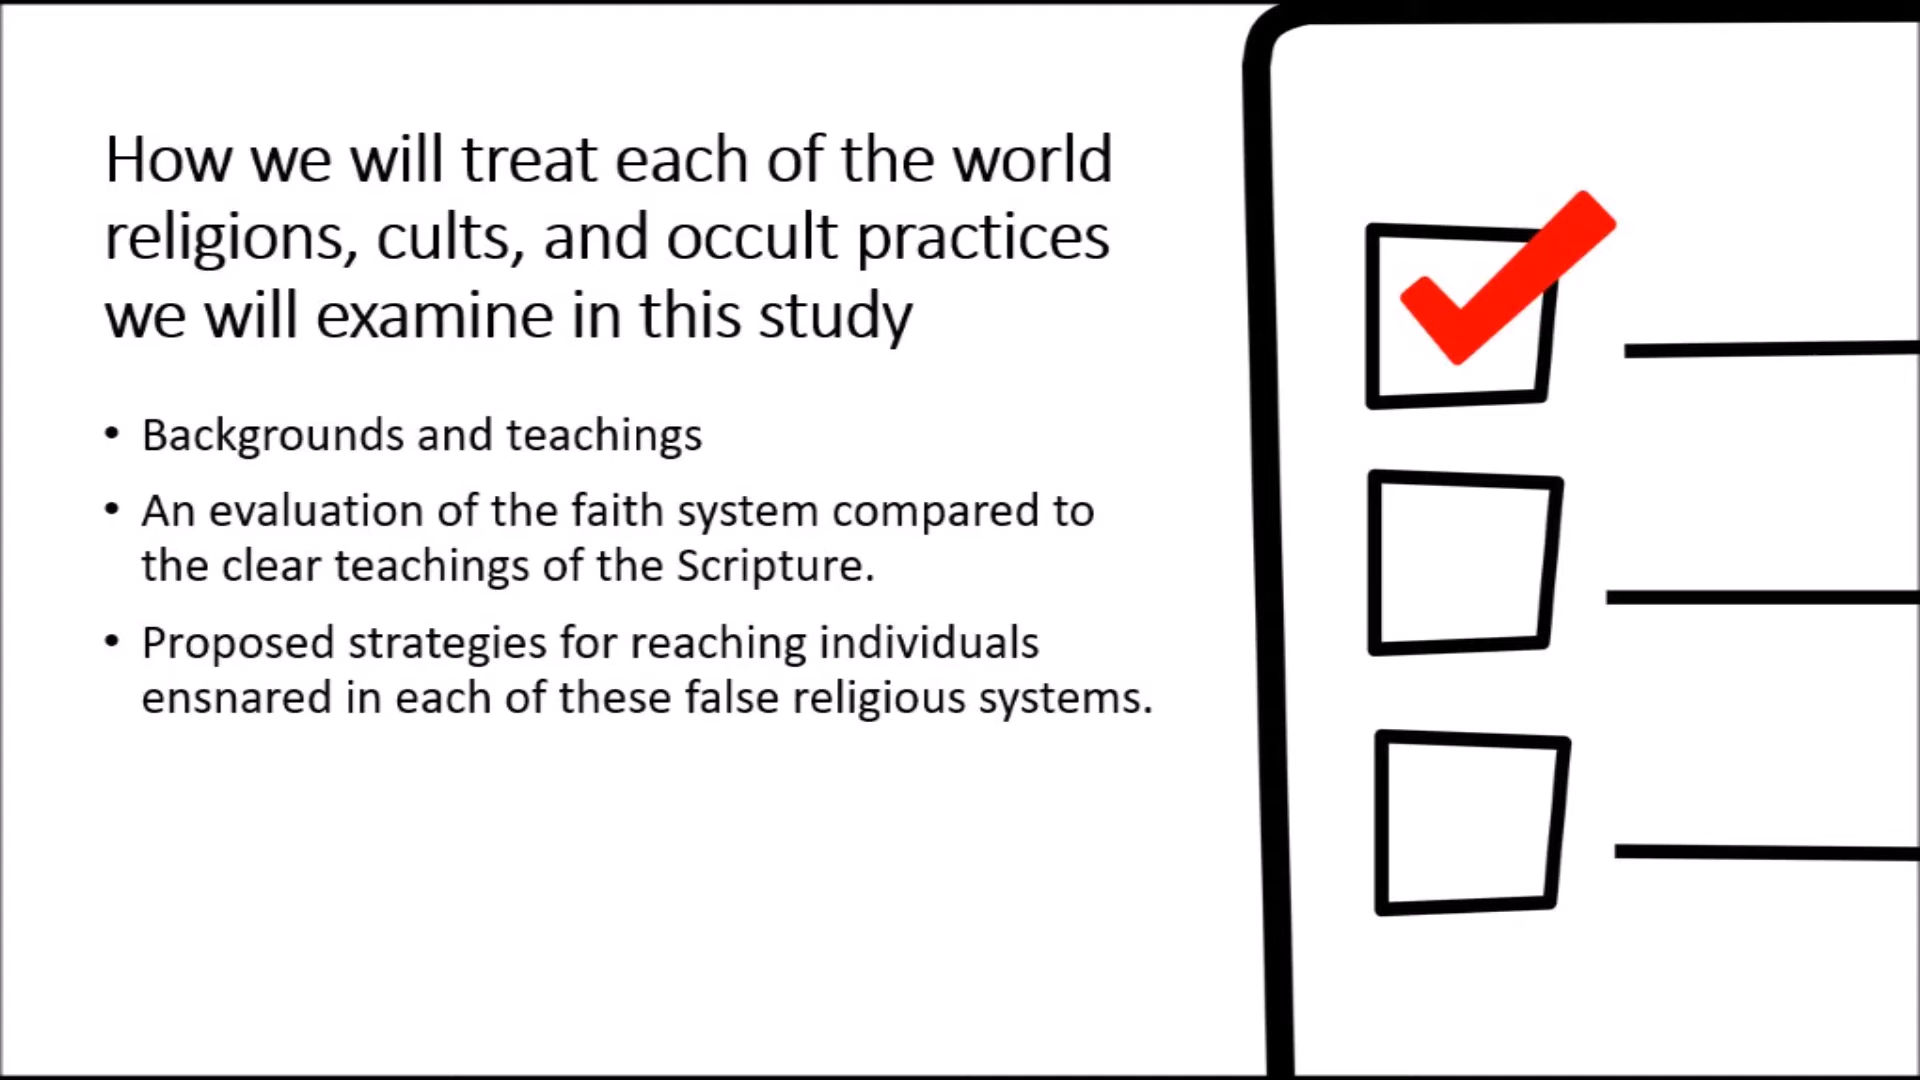 How we will treat each of the world
religions, cults, and occult practices
we will examine in this study
• Backgrounds and teachings
• An evaluation of the faith system compared to
the clear teachings of the Scripture.
• Proposed strategies for reaching individuals
ensnared in each of these false religious systems.